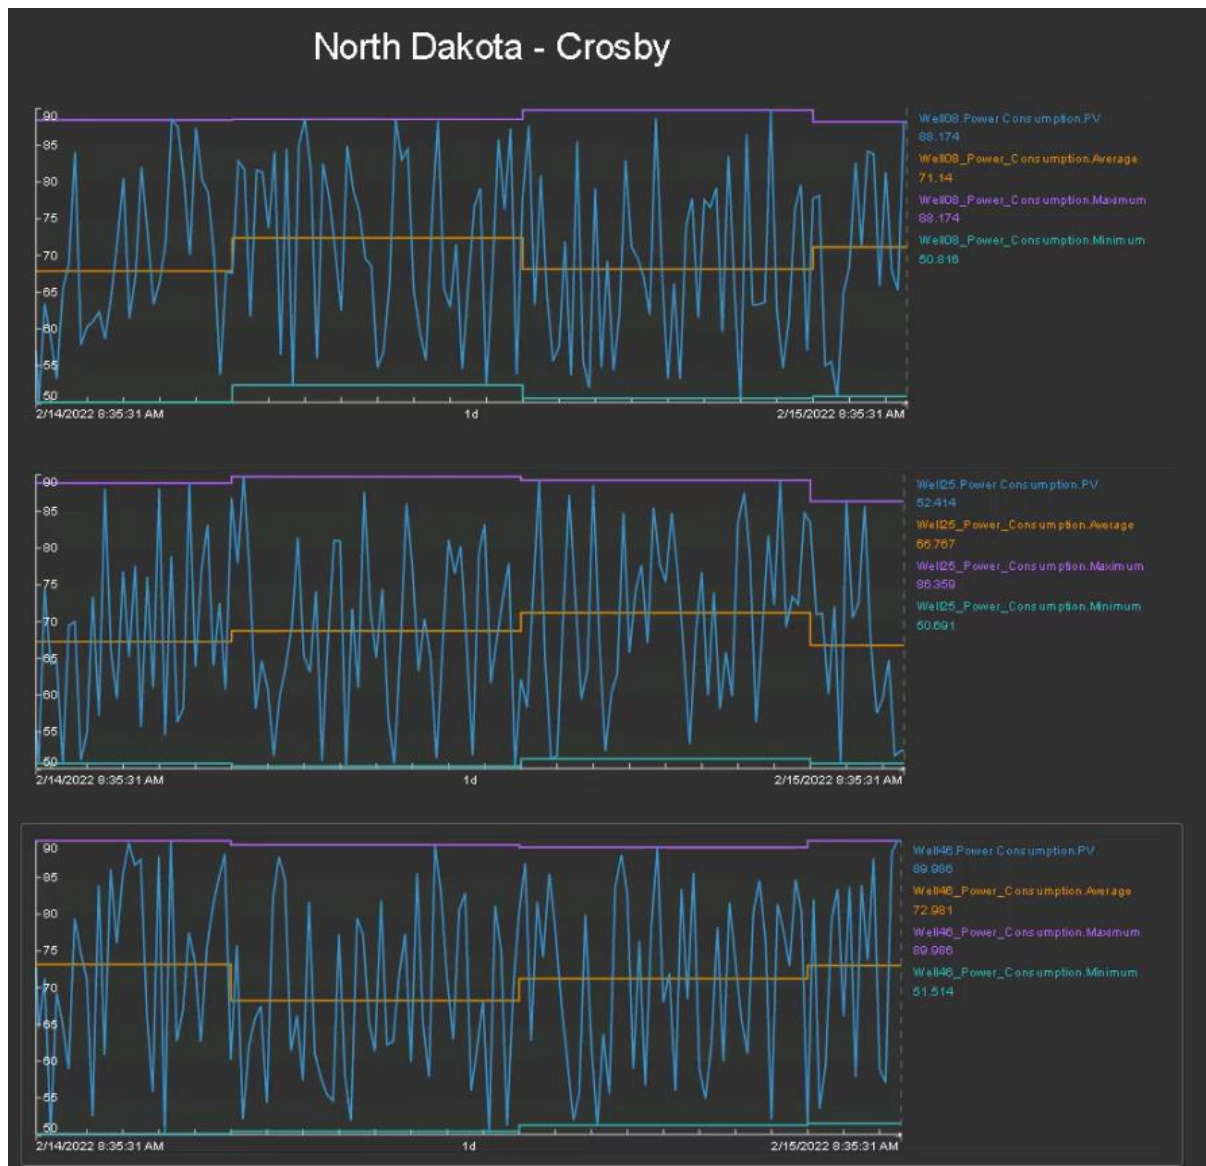 North Dakota - Crosby
90
85
80
75
70
65
60
55
50
2/14/2022 8:35:31 AM 1d 2/15/2022 8:35:31 AM
Well08.Power Consumption.PV
88.174
Well08_Power_Consumption.Average
71.14
Well08_Power_Consumption.Maximum
88.174
Well08_Power_Consumption.Minimum
50.816
90
85
80
75
70
65
60
55
50
2/14/2022 8:35:31 AM 1d 2/15/2022 8:35:31 AM
Well25.Power Consumption.PV
52.414
Well25_Power_Consumption.Average
66.767
Well25_Power_Consumption.Maximum
86.359
Well25_Power_Consumption.Minimum
50.691
90
85
80
75
70
65
60
55
50
2/14/2022 8:35:31 AM 1d 2/15/2022 8:35:31 AM
Well46.Power Consumption.PV
89.986
Well46_Power_Consumption.Average
72.981
Well46_Power_Consumption.Maximum
89.986
Well46_Power_Consumption.Minimum
51.514